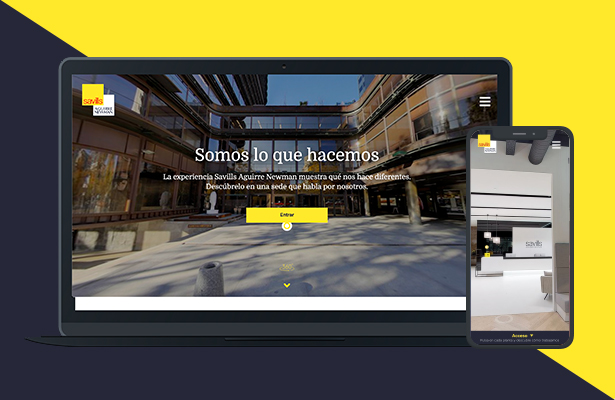 savills
AGUIRRE
NEWMAN
Somos lo que hacemos
La experiencia Savills Aguirre Newman muestra qué nos hace diferentes.
Descúbrelo en una sede que habla por nosotros.
Entrar
savills
savills
Acceso